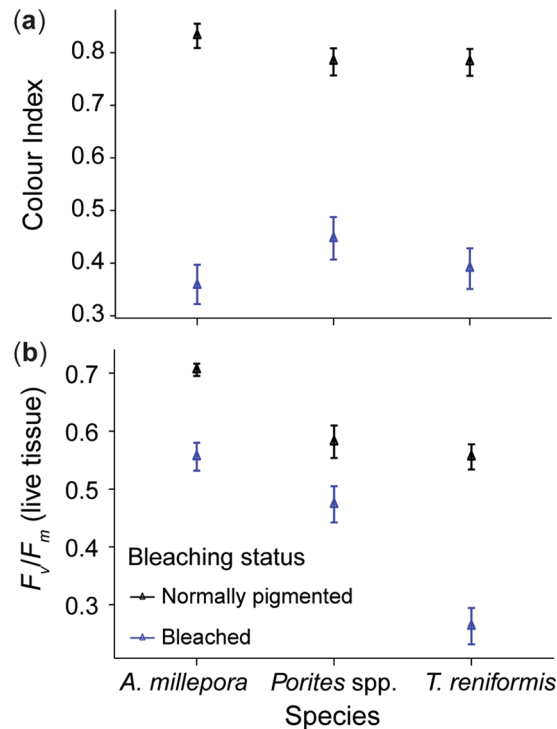 (a)
Colour Index
0.8
0.7
0.6
0.5
0.4
0.3
(b)
Fv/Fm (live tissue)
0.7
0.6
0.5
0.4
0.3
Bleaching status
Normally pigmented
Bleached
A. millepora Porites spp. T. reniformis
Species